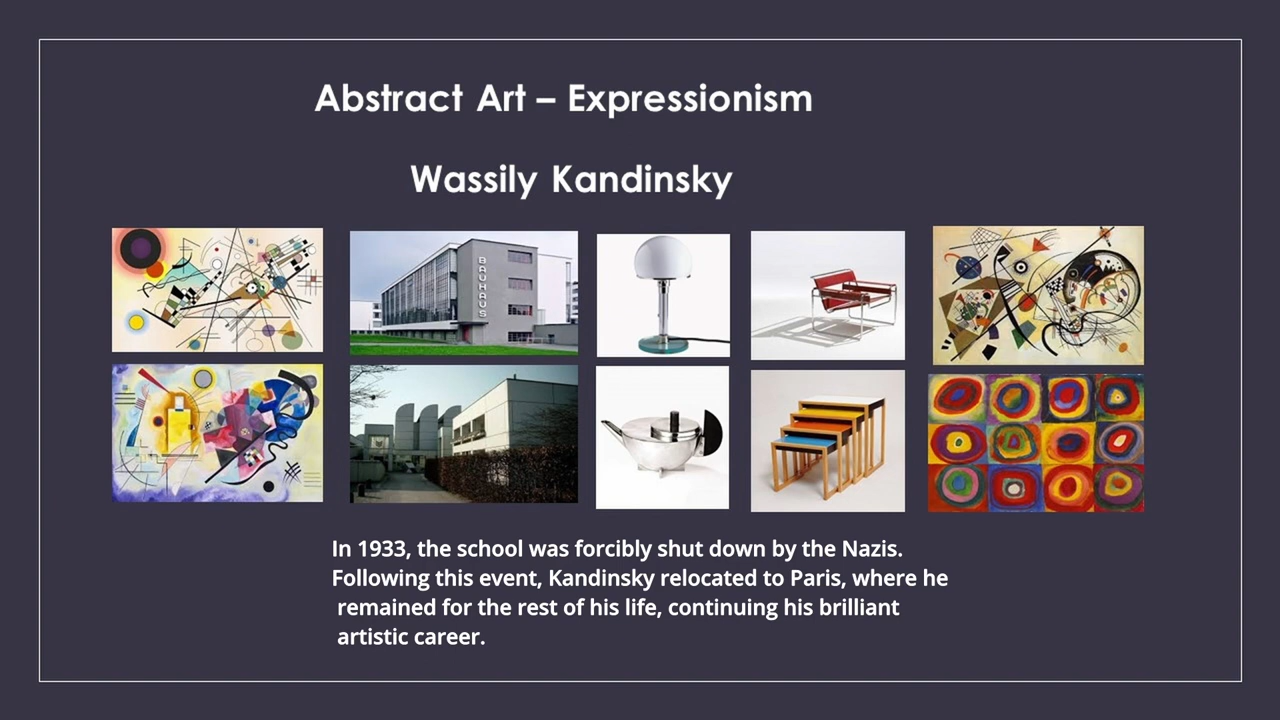 Abstract Art – Expressionism
Wassily Kandinsky
BAUHAUS
In 1933, the school was forcibly shut down by the Nazis.
Following this event, Kandinsky relocated to Paris, where he
remained for the rest of his life, continuing his brilliant
artistic career.